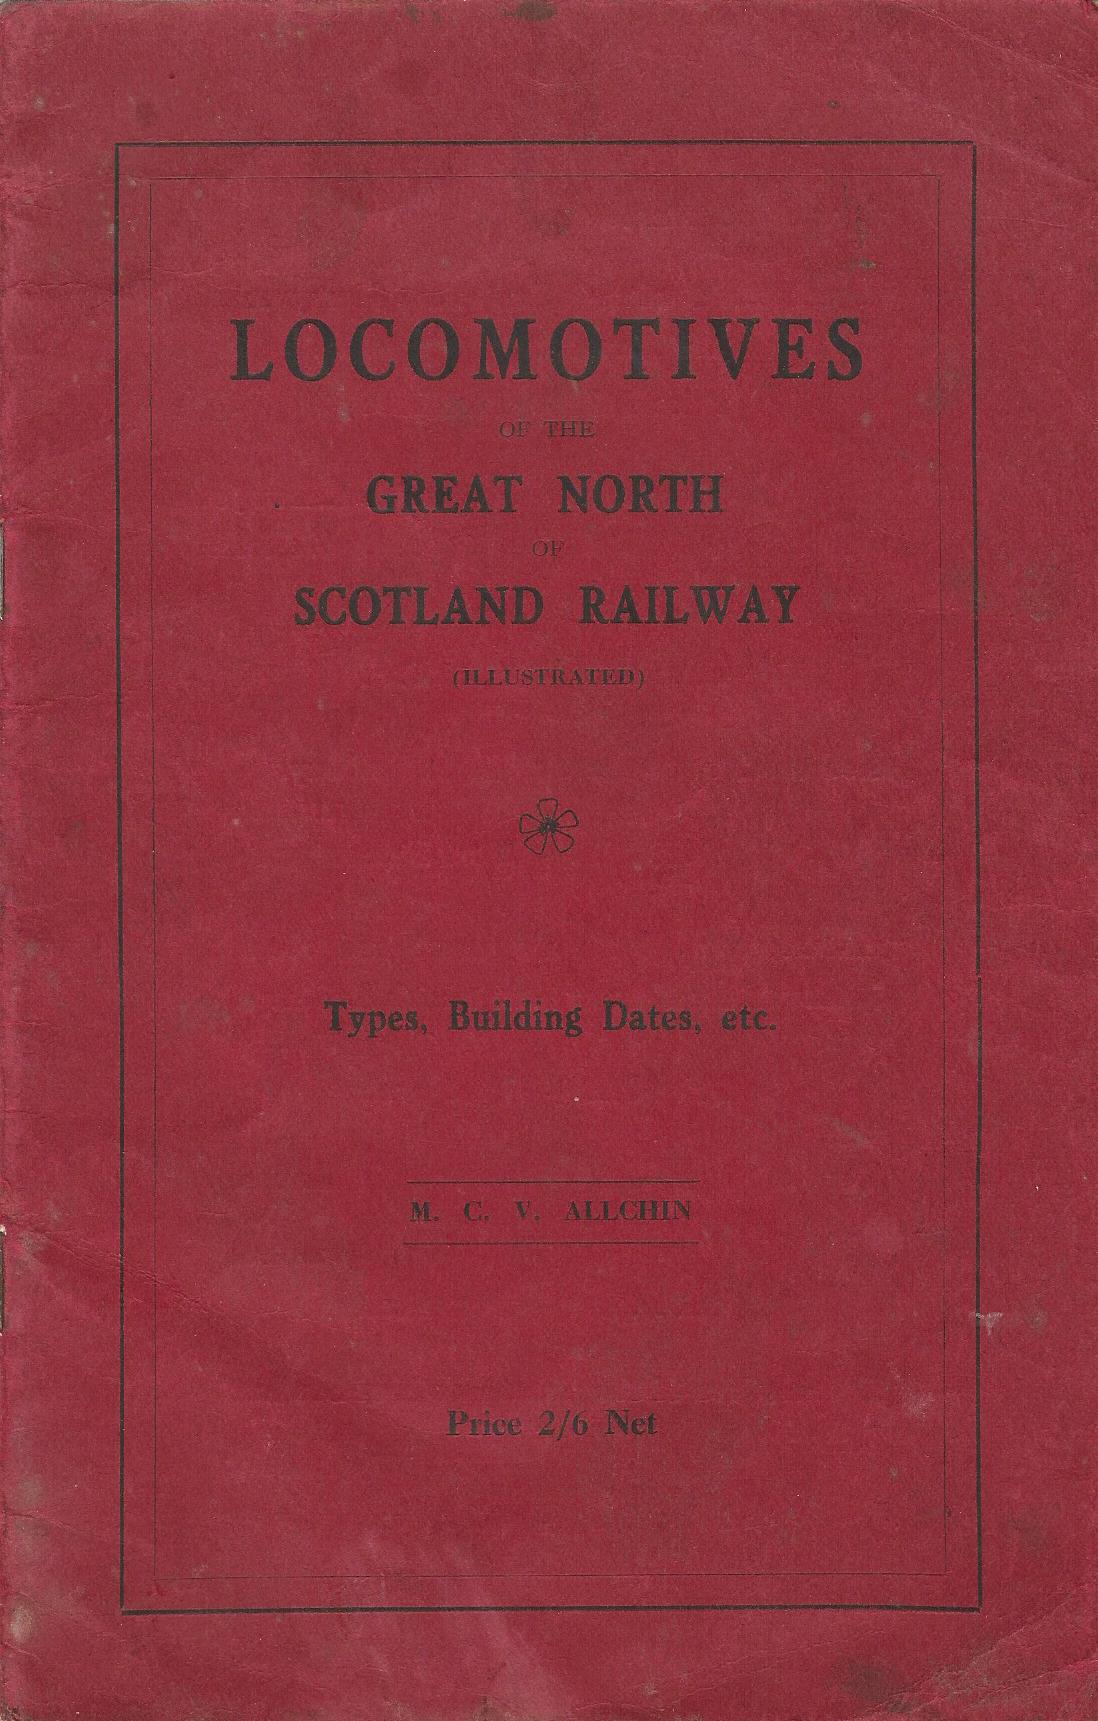 LOCOMOTIVES
OF THE
GREAT NORTH
OF
SCOTLAND RAILWAY
(ILLUSTRATED)
Types, Building Dates, etc.
M. C. V. ALLCHIN
Price 2/6 Net